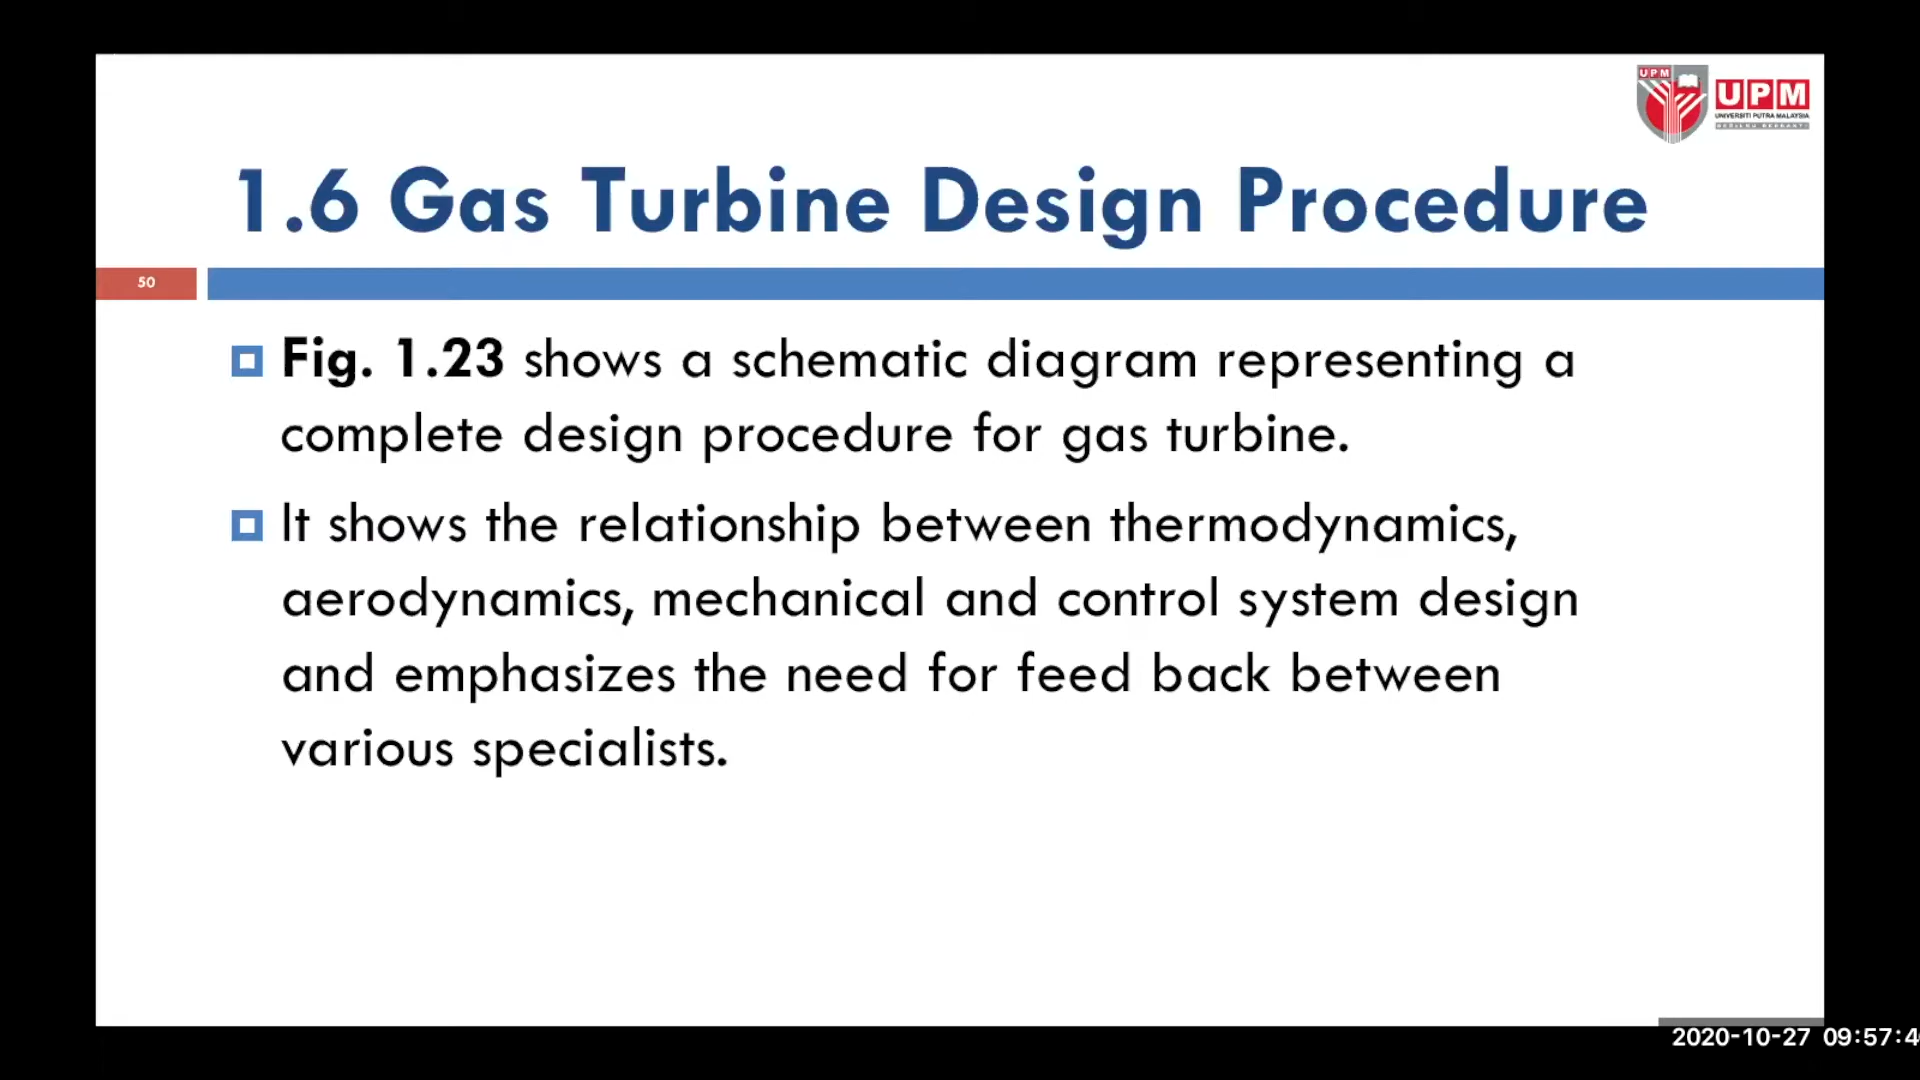 UPM
UPM
UNIVERSITI PUTRA MALAYSIA
1.6 Gas Turbine Design Procedure
50
Fig. 1.23 shows a schematic diagram representing a
complete design procedure for gas turbine.
It shows the relationship between thermodynamics,
aerodynamics, mechanical and control system design
and emphasizes the need for feed back between
various specialists.
2020-10-27 09:57:4